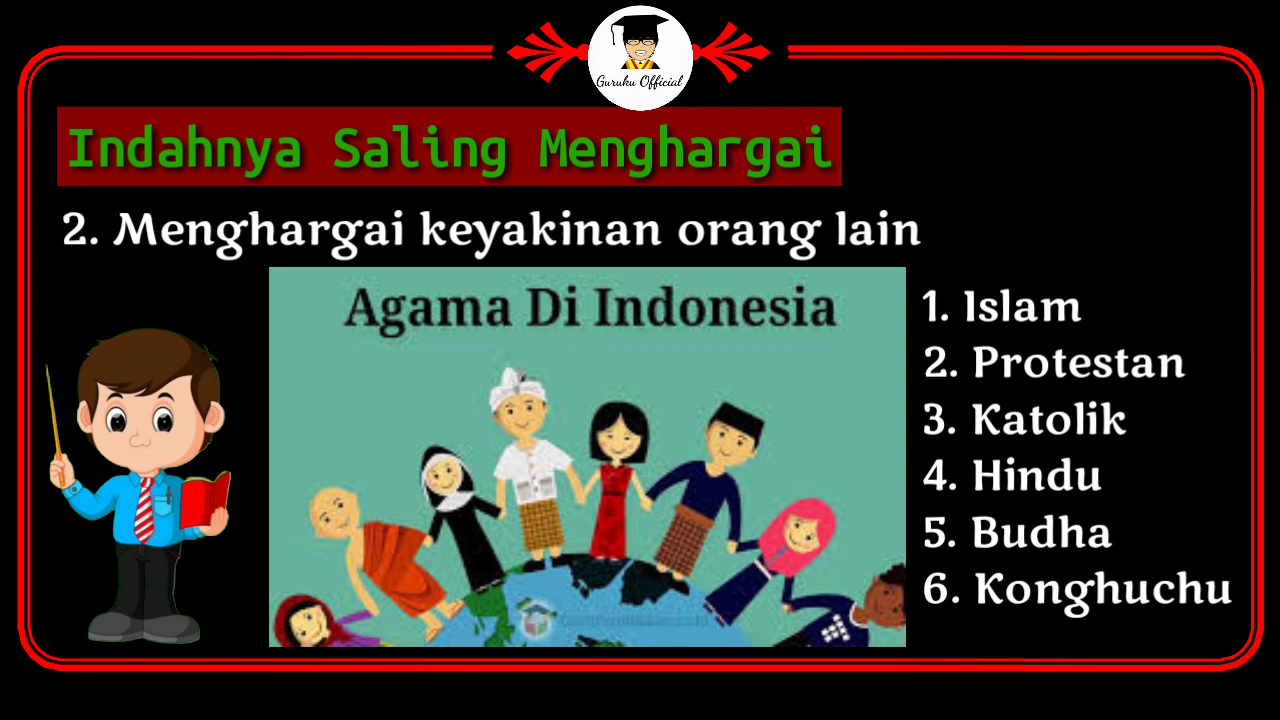 Guruku Official
Indahnya Saling Menghargai
2. Menghargai keyakinan orang lain
Agama Di Indonesia
1. Islam
2. Protestan
3. Katolik
4. Hindu
5. Budha
6. Konghuchu